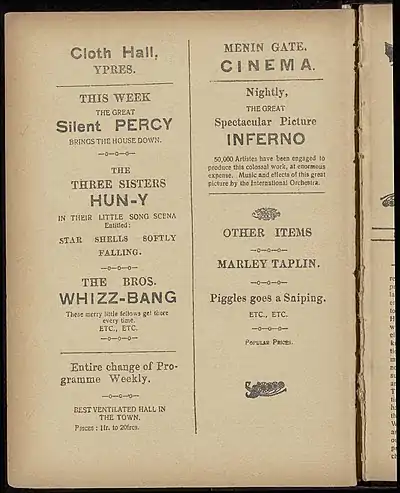 Cloth Hall,
YPRES.
THIS WEEK
THE GREAT
Silent PERCY
BRINGS THE HOUSE DOWN.
—o—o—o—
THE
THREE SISTERS
HUN-Y
IN THEIR LITTLE SONG SCENA
Entitled:
STAR SHELLS SOFTLY
FALLING.
—o—o—o—
THE BROS.
WHIZZ-BANG
These merry little fellows get there
every time.
ETC., ETC.
—o—o—o—
Entire change of Pro-
gramme Weekly.
—o—o—o—
BEST VENTILATED HALL IN
THE TOWN.
PRICES: 1fr. to 20frcs.
MENIN GATE.
CINEMA.
Nightly,
THE GREAT
Spectacular Picture
INFERNO
50,000 Artistes have been engaged to
produce this colossal work, at enormous
expense. Music and effects of this great
picture by the International Orchestra.
OTHER ITEMS
—o—o—o—
MARLEY TAPLIN.
—o—o—o—
Piggles goes a Sniping.
ETC., ETC.
—o—o—o—
POPULAR PRICES.